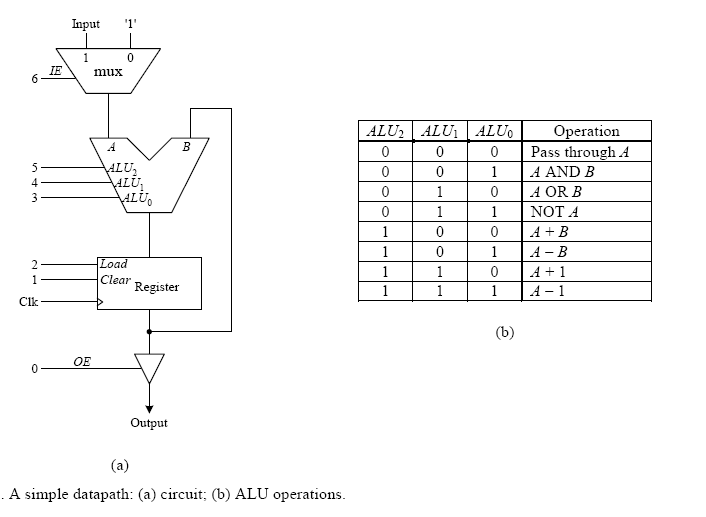 Input '1'
1 0
6 IE mux
A B
5 ALU₂
4 ALU₁
3 ALU₀
2 Load
1 Clear Register
Clk
0 OE
Output
(a)
ALU₂ ALU₁ ALU₀ Operation
0 0 0 Pass through A
0 0 1 A AND B
0 1 0 A OR B
0 1 1 NOT A
1 0 0 A + B
1 0 1 A − B
1 1 0 A + 1
1 1 1 A − 1
(b)
. A simple datapath: (a) circuit; (b) ALU operations.